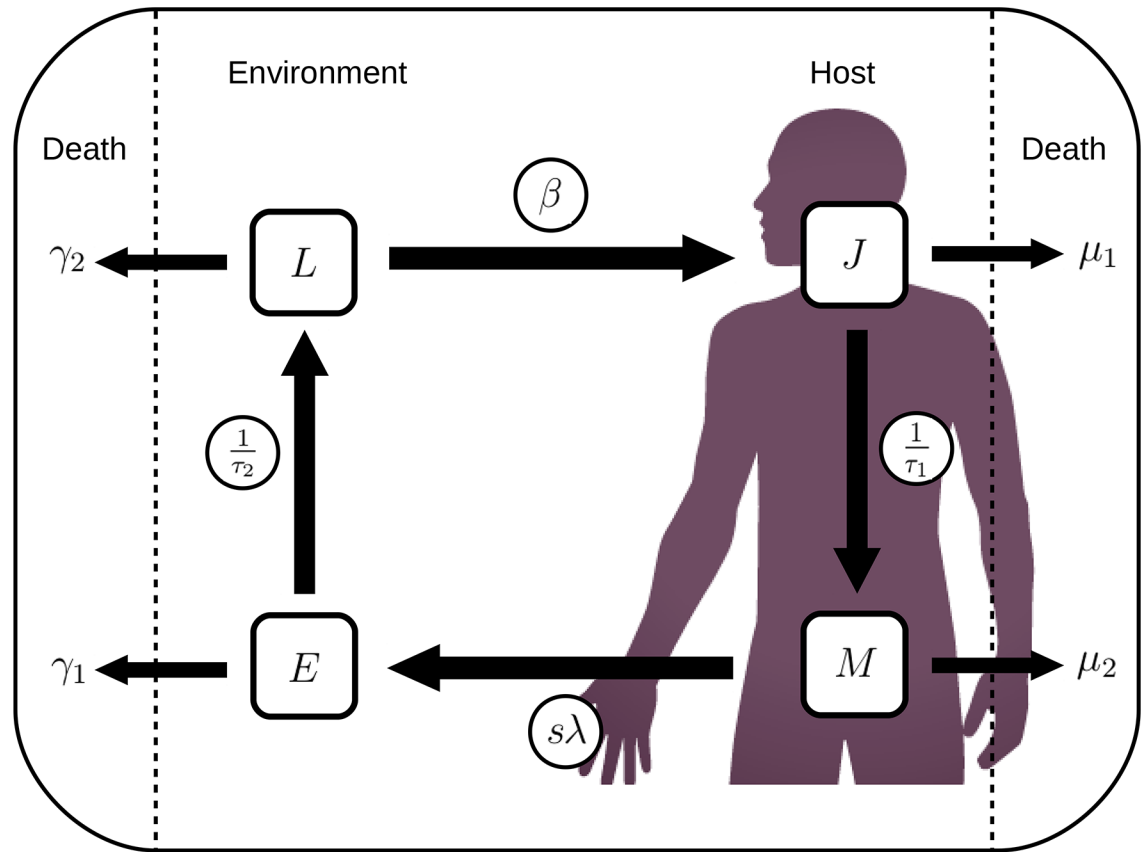 Environment
Host
Death
Death
β
γ₂
L
J
μ₁
1/τ₂
1/τ₁
γ₁
E
M
μ₂
sλ